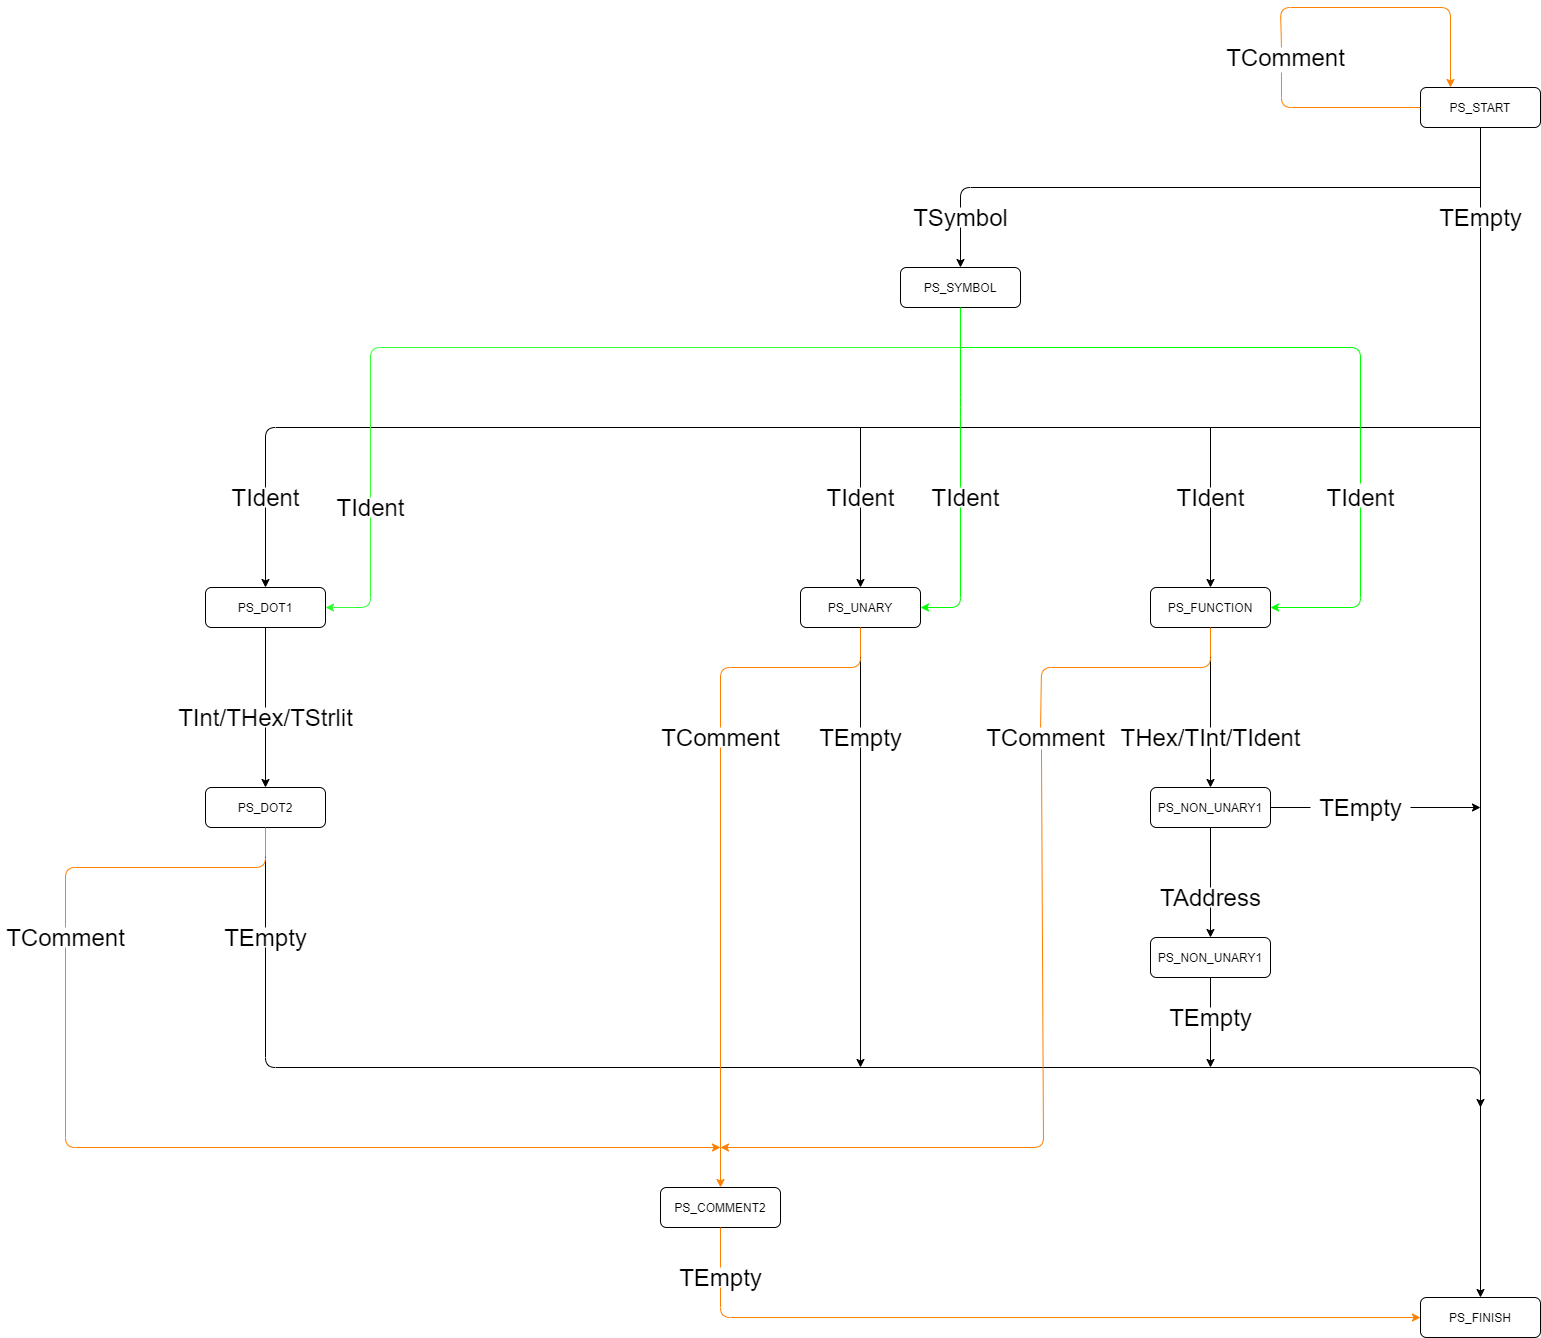 TComment
PS_START
TSymbol
TEmpty
PS_SYMBOL
TIdent
TIdent
TIdent
TIdent
TIdent
TIdent
PS_DOT1
PS_UNARY
PS_FUNCTION
TInt/THex/TStrlit
TComment
TEmpty
TComment
THex/TInt/TIdent
PS_DOT2
PS_NON_UNARY1
TEmpty
TAddress
TComment
TEmpty
PS_NON_UNARY1
TEmpty
PS_COMMENT2
TEmpty
PS_FINISH